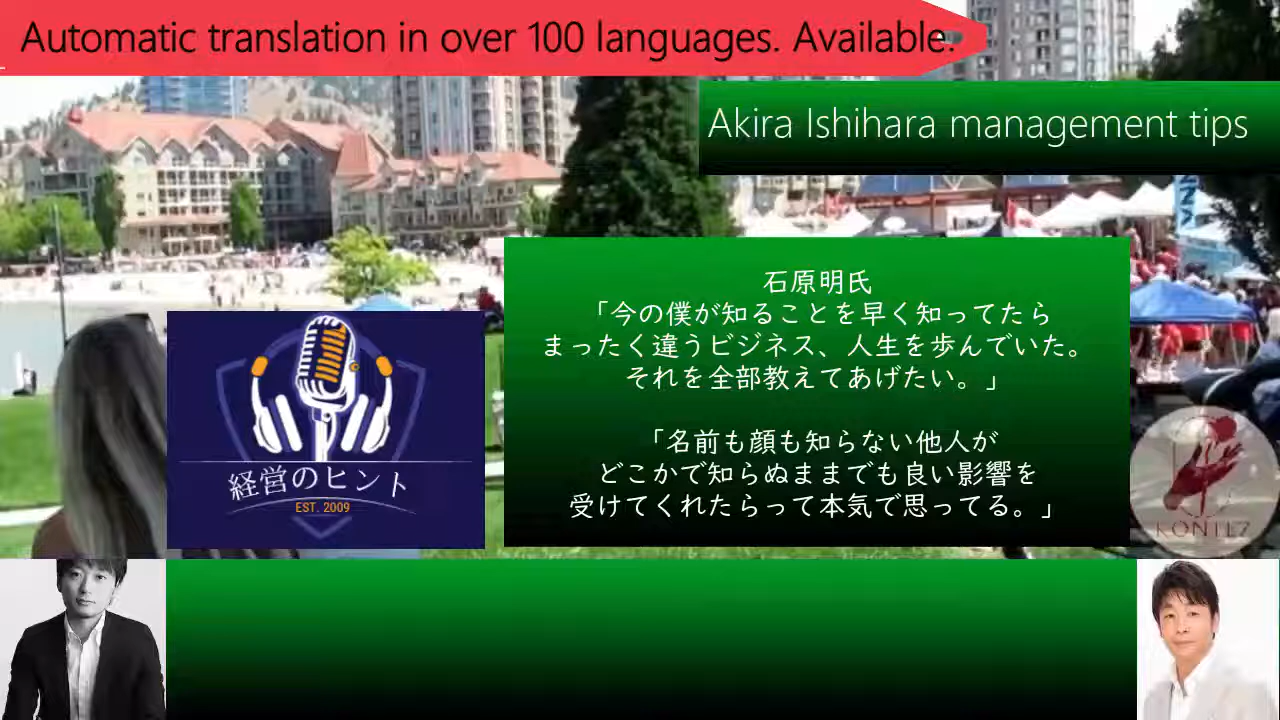 Automatic translation in over 100 languages. Available.
Akira Ishihara management tips
石原明氏
「今の僕が知ることを早く知ってたら
まったく違うビジネス、人生を歩んでいた。
それを全部教えてあげたい。」
「名前も顔も知らない他人が
どこかで知らぬままでも良い影響を
受けてくれたらって本気で思ってる。」
経営のヒント
EST. 2009
KONTEZ